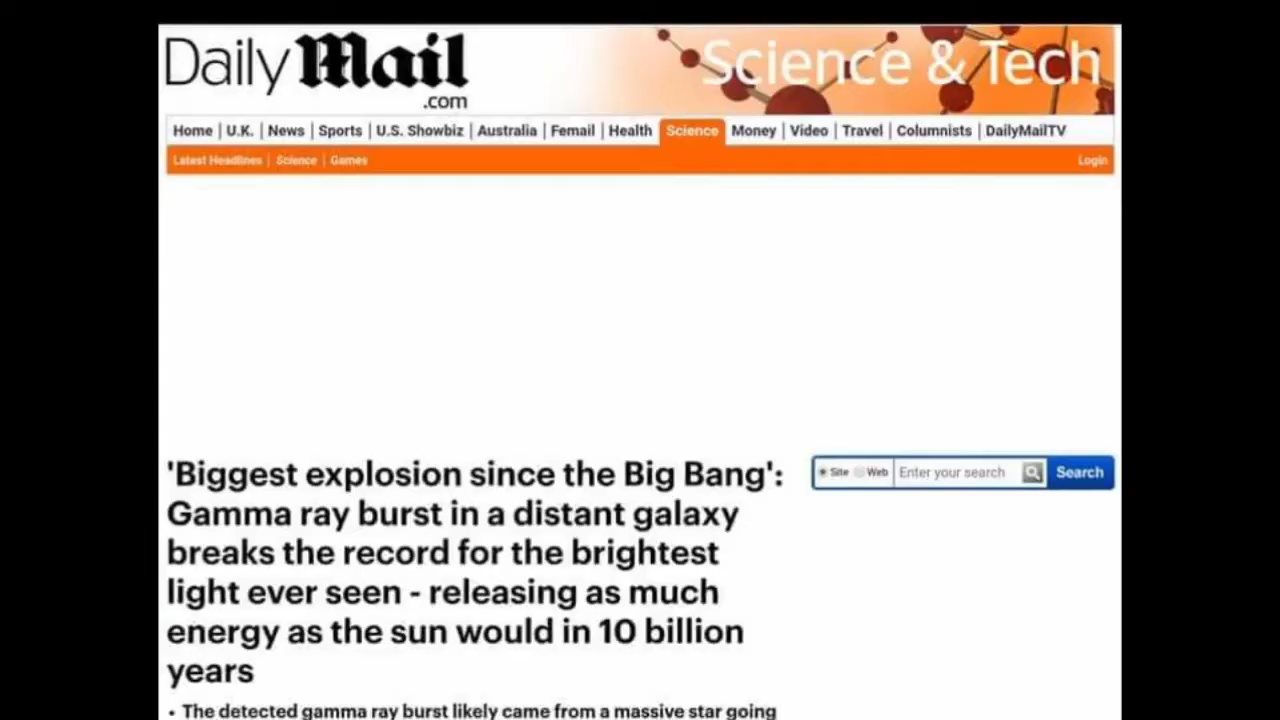 Daily Mail
.com
Science & Tech
Home | U.K. | News | Sports | U.S. Showbiz | Australia | Femail | Health | Science | Money | Video | Travel | Columnists | DailyMailTV
Latest Headlines | Science | Games
Login
'Biggest explosion since the Big Bang':
Gamma ray burst in a distant galaxy
breaks the record for the brightest
light ever seen - releasing as much
energy as the sun would in 10 billion
years
Site Web Enter your search Search
• The detected gamma ray burst likely came from a massive star going